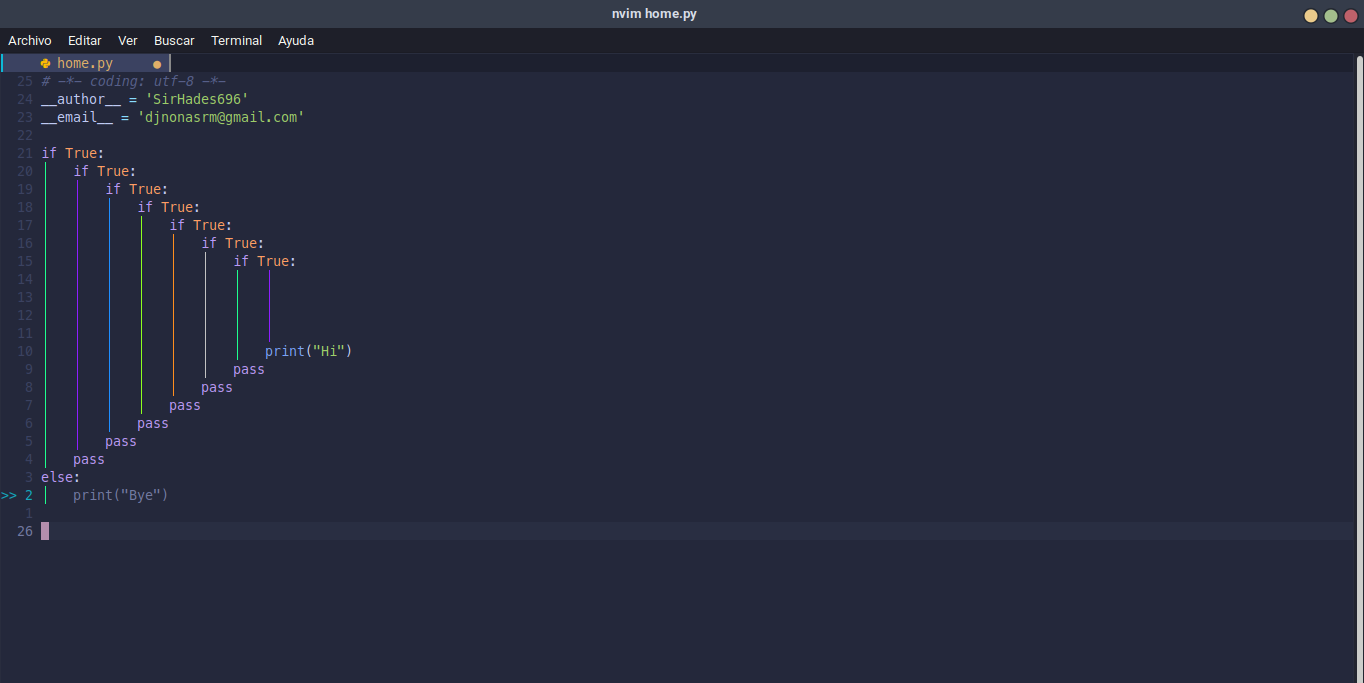 nvim home.py
Archivo Editar Ver Buscar Terminal Ayuda
home.py
25 # -*- coding: utf-8 -*-
24 __author__ = 'SirHades696'
23 __email__ = 'djnonasrm@gmail.com'
22
21 if True:
20     if True:
19         if True:
18             if True:
17                 if True:
16                     if True:
15                         if True:
14
13
12
11
10                             print("Hi")
9                         pass
8                     pass
7                 pass
6             pass
5         pass
4     pass
3 else:
>> 2     print("Bye")
1
26